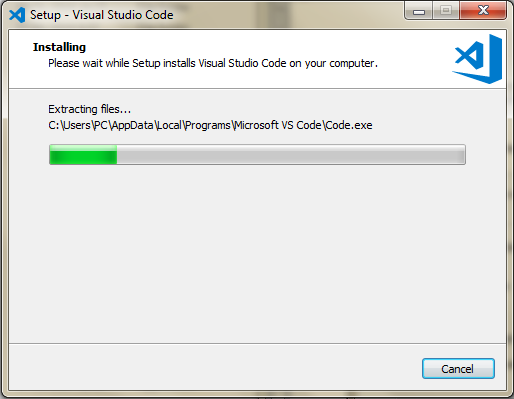 Setup - Visual Studio Code
Installing
Please wait while Setup installs Visual Studio Code on your computer.
Extracting files...
C:\Users\PC\AppData\Local\Programs\Microsoft VS Code\Code.exe
Cancel